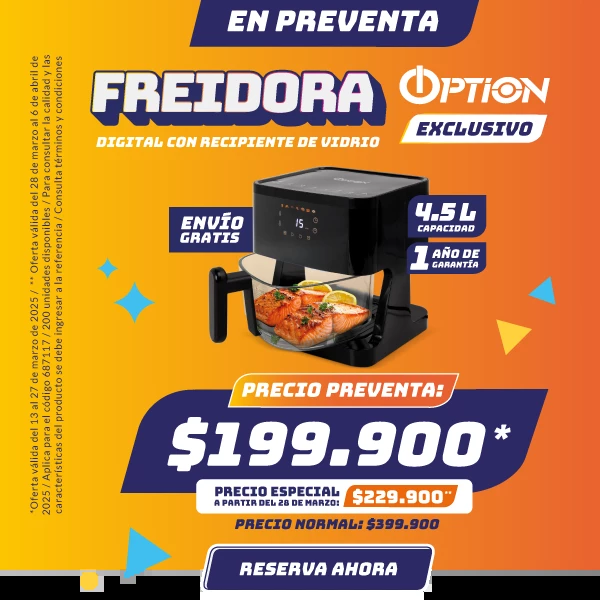 EN PREVENTA
FREIDORA
DIGITAL CON RECIPIENTE DE VIDRIO
OPTION
EXCLUSIVO
ENVÍO
GRATIS
15
4.5 L
CAPACIDAD
1 AÑO DE
GARANTÍA
PRECIO PREVENTA:
$199.900*
PRECIO ESPECIAL
A PARTIR DEL 28 DE MARZO:
$229.900**
PRECIO NORMAL: $399.900
RESERVA AHORA
*Oferta válida del 13 al 27 de marzo de 2025 / ** Oferta válida del 28 de marzo al 6 de abril de
2025 / Aplica para el código 687117 / 200 unidades disponibles / Para consultar la calidad y las
características del producto se debe ingresar a la referencia / Consulta términos y condiciones